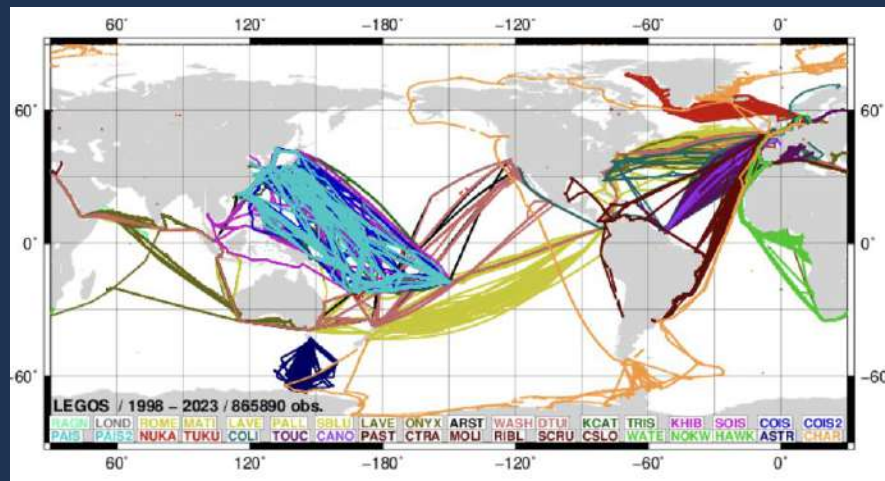 60° 120° -180° -120° -60° 0°
60° 60°
0° 0°
-60° -60°
LEGOS / 1998 – 2023 / 865890 obs.
RAGN LOND ROME MATI LAVE PALL SBLU LAVE ONYX ARST WASH DTUI KCAT TRIS KHIB SOIS COIS COIS2
PAIS PAIS2 NUKA TUKU COLI TOUC CANO PAST CTRA MOLI RIBL SCRU CSLO WATE NOKW HAWK ASTR CHAR
60° 120° -180° -120° -60° 0°